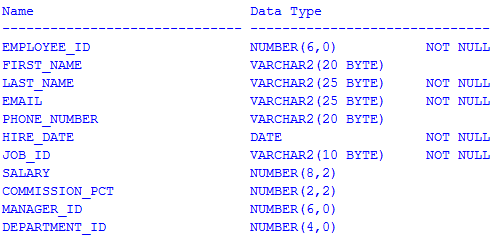 Name Data Type
------------------------------ -------------------------------
EMPLOYEE_ID NUMBER(6,0) NOT NULL
FIRST_NAME VARCHAR2(20 BYTE)
LAST_NAME VARCHAR2(25 BYTE) NOT NULL
EMAIL VARCHAR2(25 BYTE) NOT NULL
PHONE_NUMBER VARCHAR2(20 BYTE)
HIRE_DATE DATE NOT NULL
JOB_ID VARCHAR2(10 BYTE) NOT NULL
SALARY NUMBER(8,2)
COMMISSION_PCT NUMBER(2,2)
MANAGER_ID NUMBER(6,0)
DEPARTMENT_ID NUMBER(4,0)